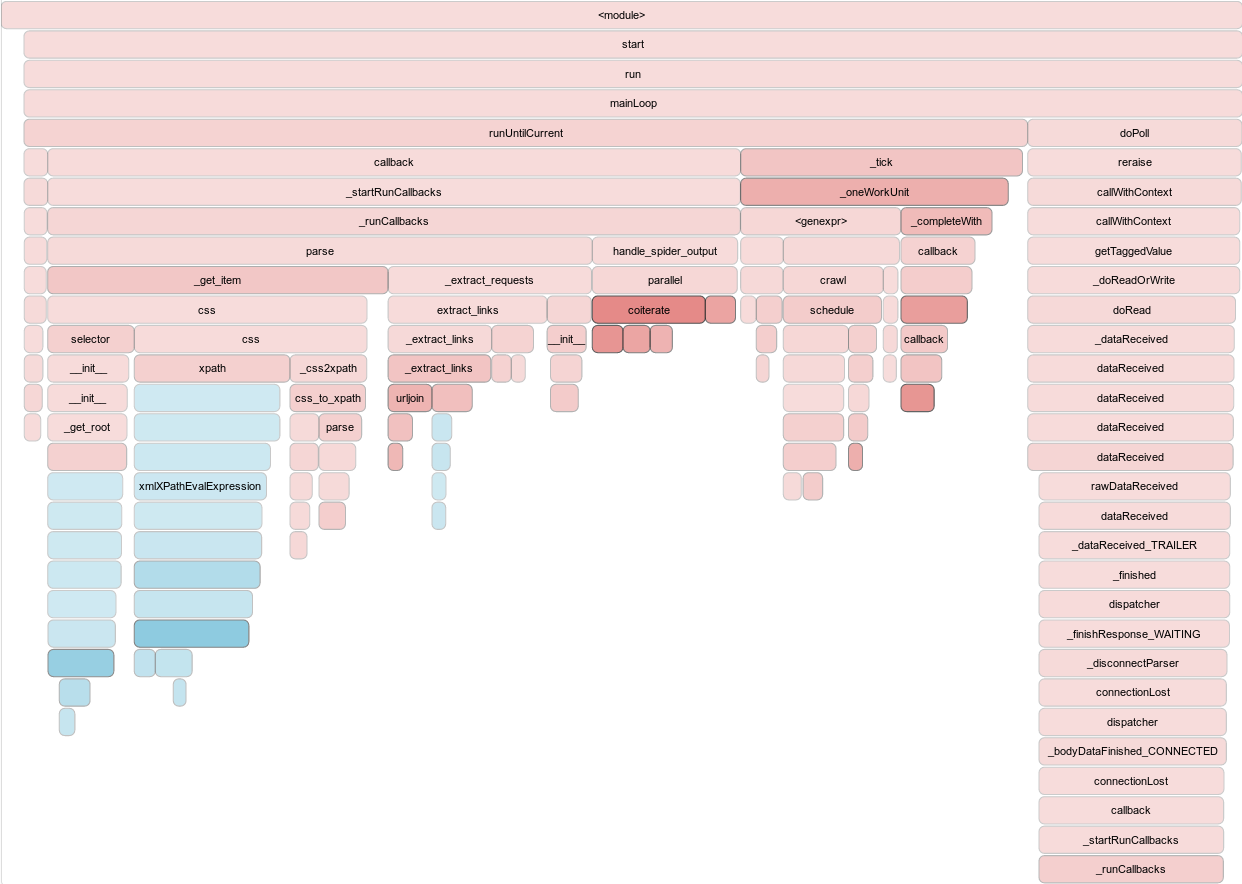 <module>
start
run
mainLoop
runUntilCurrent doPoll
callback _tick reraise
_startRunCallbacks _oneWorkUnit callWithContext
_runCallbacks <genexpr> _completeWith callWithContext
parse handle_spider_output callback getTaggedValue
_get_item _extract_requests parallel crawl _doReadOrWrite
css extract_links coiterate schedule doRead
selector css _extract_links __init__ callback _dataReceived
__init__ xpath _css2xpath _extract_links dataReceived
__init__ css_to_xpath urljoin dataReceived
_get_root parse dataReceived
dataReceived
xmlXPathEvalExpression rawDataReceived
dataReceived
_dataReceived_TRAILER
_finished
dispatcher
_finishResponse_WAITING
_disconnectParser
connectionLost
dispatcher
_bodyDataFinished_CONNECTED
connectionLost
callback
_startRunCallbacks
_runCallbacks